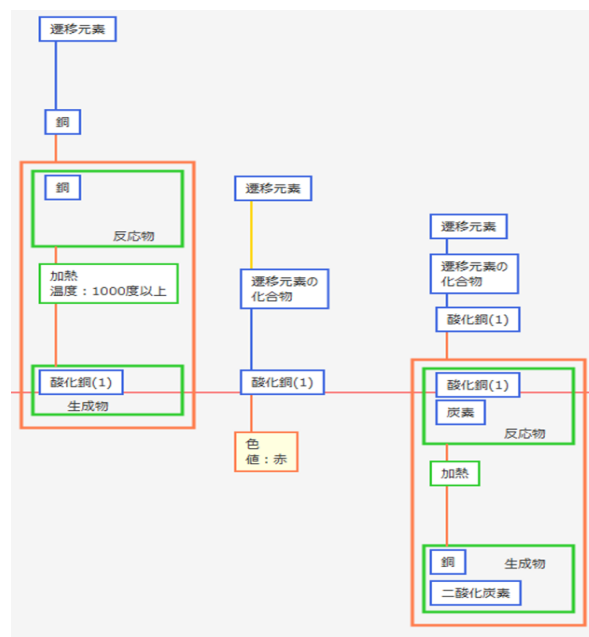 遷移元素
銅
銅
反応物
加熱
温度：1000度以上
酸化銅(1)
生成物
遷移元素
遷移元素の
化合物
酸化銅(1)
色
値：赤
遷移元素
遷移元素の
化合物
酸化銅(1)
酸化銅(1)
炭素
反応物
加熱
銅
生成物
二酸化炭素